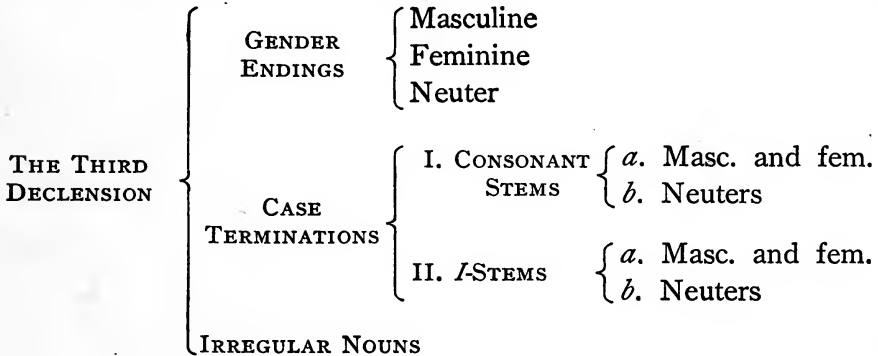 THE THIRD
DECLENSION
GENDER
ENDINGS
Masculine
Feminine
Neuter
CASE
TERMINATIONS
I. CONSONANT
STEMS
a. Masc. and fem.
b. Neuters
II. I-STEMS
a. Masc. and fem.
b. Neuters
IRREGULAR NOUNS